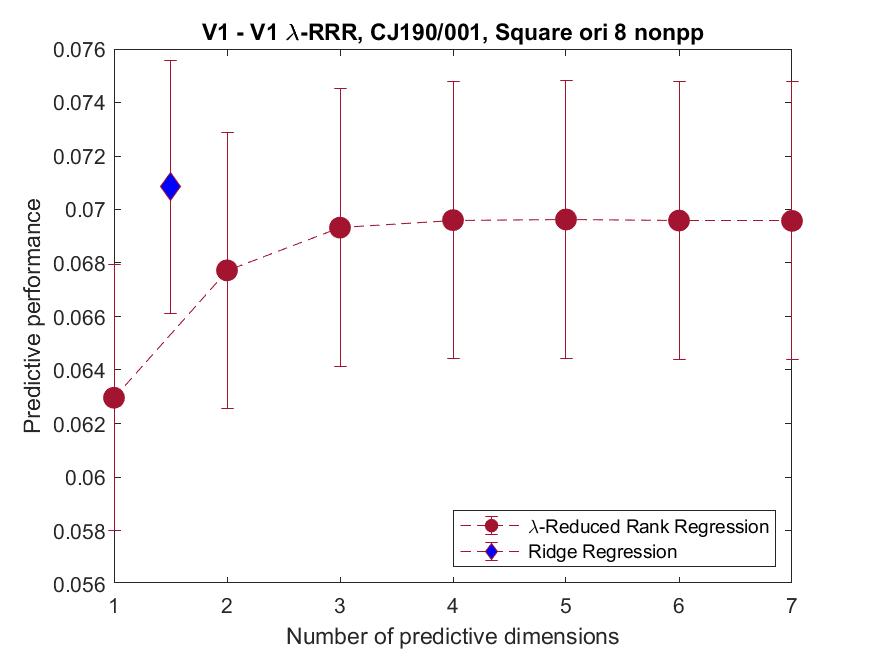 V1 - V1 λ-RRR, CJ190/001, Square ori 8 nonpp
0.076
0.074
0.072
0.07
0.068
0.066
0.064
0.062
0.06
0.058
0.056
Predictive performance
1 2 3 4 5 6 7
Number of predictive dimensions
λ-Reduced Rank Regression
Ridge Regression